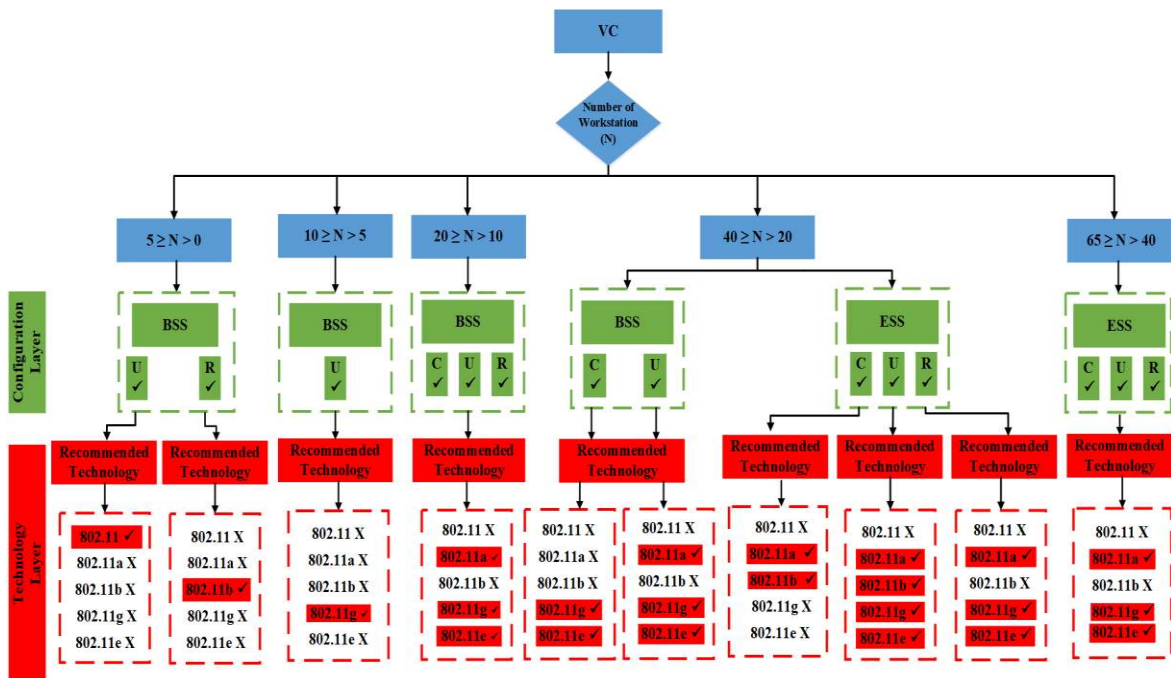 VC
Number of
Workstation
(N)
5 ≥ N > 0
10 ≥ N > 5
20 ≥ N > 10
40 ≥ N > 20
65 ≥ N > 40
Configuration
Layer
BSS
U ✓
R ✓
BSS
U ✓
BSS
C ✓
U ✓
R ✓
BSS
C ✓
U ✓
ESS
C ✓
U ✓
R ✓
ESS
C ✓
U ✓
R ✓
Technology
Layer
Recommended
Technology
Recommended
Technology
Recommended
Technology
Recommended
Technology
Recommended
Technology
Recommended
Technology
Recommended
Technology
Recommended
Technology
Recommended
Technology
802.11 ✓
802.11a X
802.11b X
802.11g X
802.11e X
802.11 X
802.11a X
802.11b ✓
802.11g X
802.11e X
802.11 X
802.11a X
802.11b X
802.11g ✓
802.11e X
802.11 X
802.11a ✓
802.11b X
802.11g ✓
802.11e ✓
802.11 X
802.11a X
802.11b X
802.11g ✓
802.11e ✓
802.11 X
802.11a ✓
802.11b X
802.11g ✓
802.11e ✓
802.11 X
802.11a ✓
802.11b ✓
802.11g X
802.11e X
802.11 X
802.11a ✓
802.11b ✓
802.11g ✓
802.11e ✓
802.11 X
802.11a ✓
802.11b X
802.11g ✓
802.11e ✓
802.11 X
802.11a ✓
802.11b X
802.11g ✓
802.11e ✓